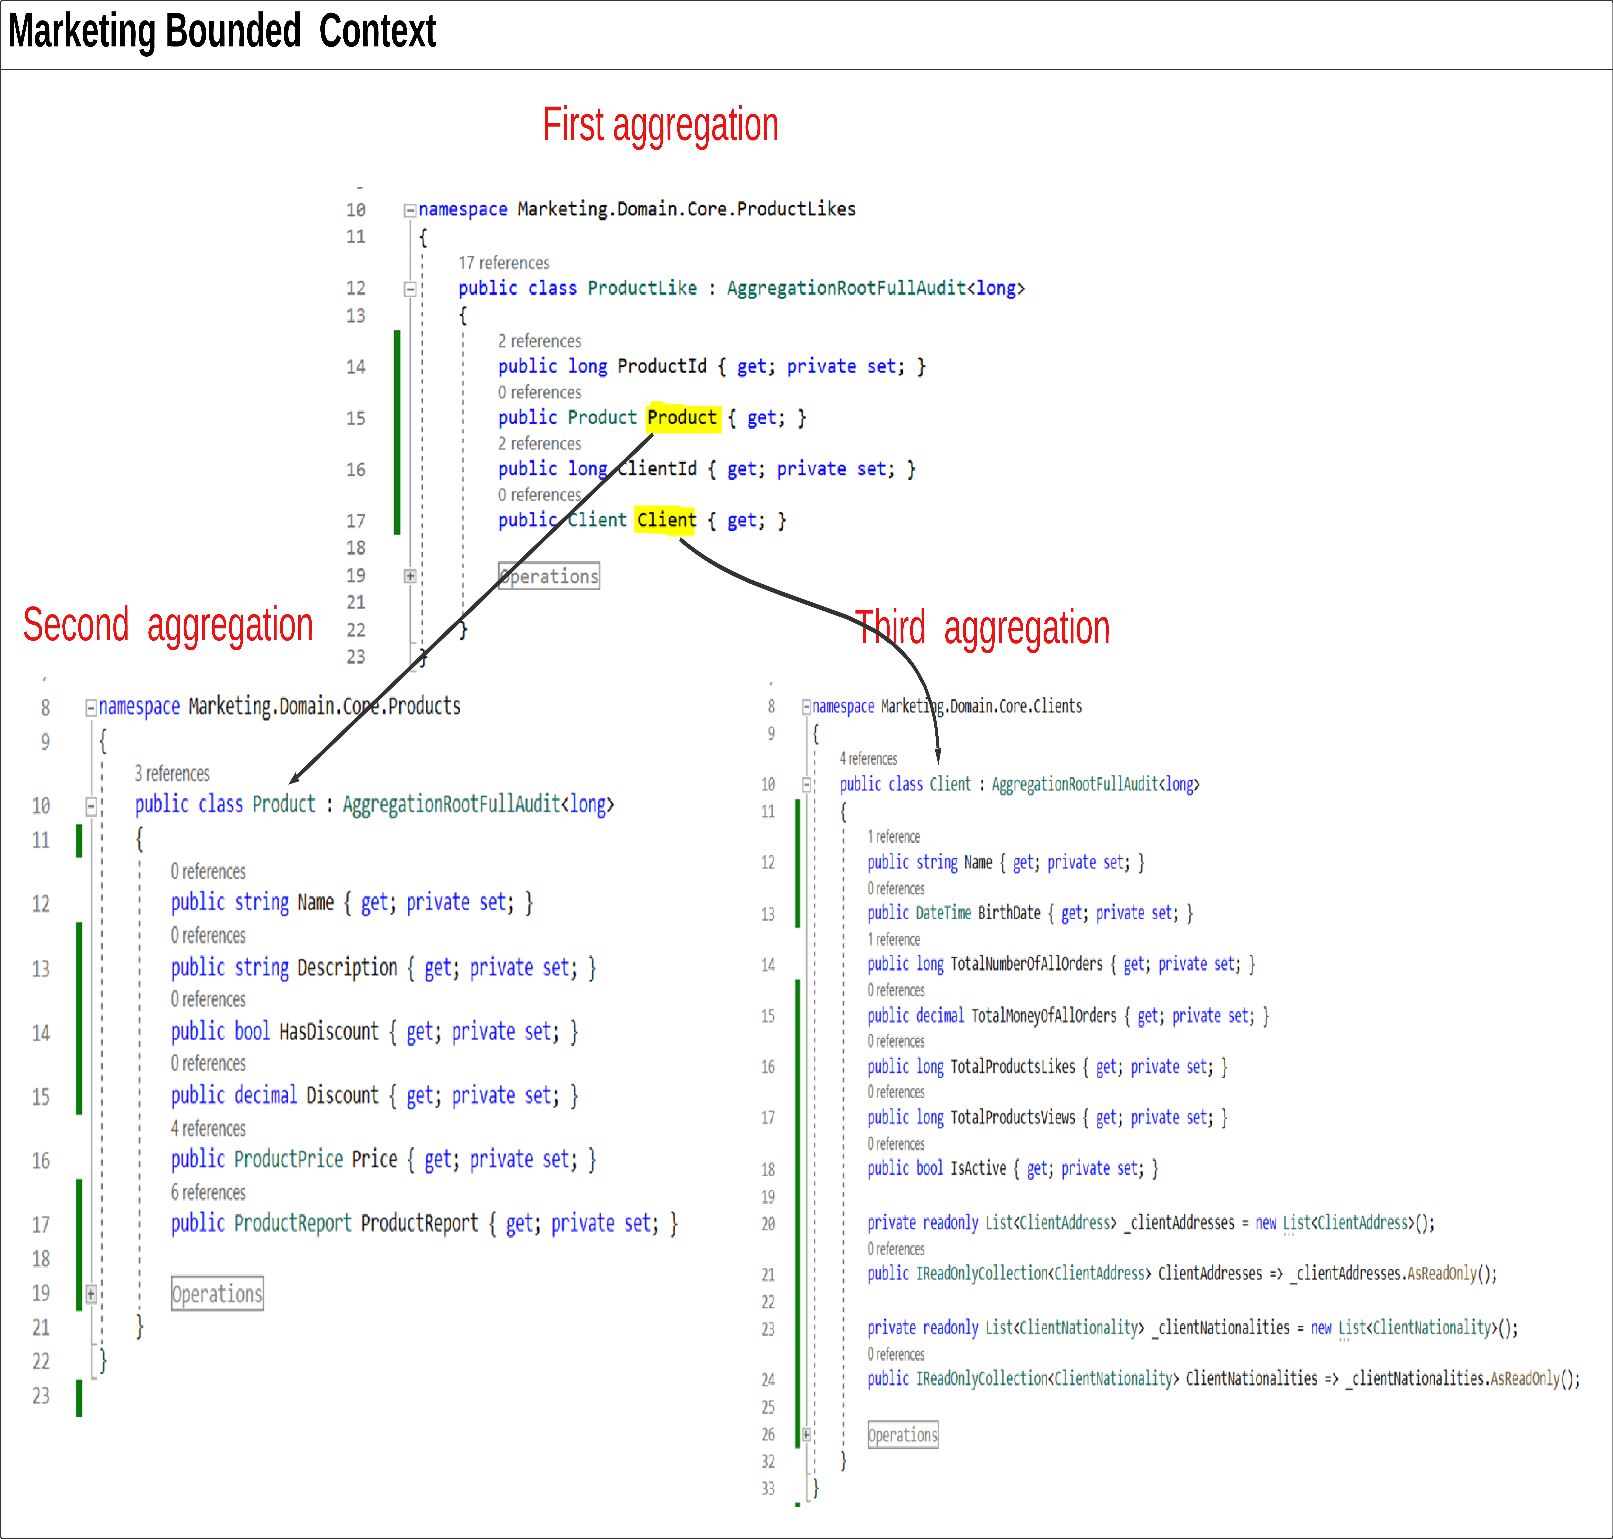 Marketing Bounded Context
First aggregation
10 namespace Marketing.Domain.Core.ProductLikes
11 {
17 references
12 public class ProductLike : AggregationRootFullAudit<long>
13 {
2 references
14 public long ProductId { get; private set; }
0 references
15 public Product Product { get; }
2 references
16 public long ClientId { get; private set; }
0 references
17 public Client Client { get; }
18
19 Operations
21
22 }
23 }
Second aggregation
8 namespace Marketing.Domain.Core.Products
9 {
3 references
10 public class Product : AggregationRootFullAudit<long>
11 {
0 references
12 public string Name { get; private set; }
0 references
13 public string Description { get; private set; }
0 references
14 public bool HasDiscount { get; private set; }
0 references
15 public decimal Discount { get; private set; }
4 references
16 public ProductPrice Price { get; private set; }
6 references
17 public ProductReport ProductReport { get; private set; }
18
19 Operations
21 }
22 }
23
Third aggregation
8 namespace Marketing.Domain.Core.Clients
9 {
4 references
10 public class Client : AggregationRootFullAudit<long>
11 {
1 reference
12 public string Name { get; private set; }
0 references
13 public DateTime BirthDate { get; private set; }
1 reference
14 public long TotalNumberOfAllOrders { get; private set; }
0 references
15 public decimal TotalMoneyOfAllOrders { get; private set; }
0 references
16 public long TotalProductsLikes { get; private set; }
0 references
17 public long TotalProductsViews { get; private set; }
0 references
18 public bool IsActive { get; private set; }
19
20 private readonly List<ClientAddress> _clientAddresses = new List<ClientAddress>();
0 references
21 public IReadOnlyCollection<ClientAddress> ClientAddresses => _clientAddresses.AsReadOnly();
22
23 private readonly List<ClientNationality> _clientNationalities = new List<ClientNationality>();
0 references
24 public IReadOnlyCollection<ClientNationality> ClientNationalities => _clientNationalities.AsReadOnly();
25
26 Operations
32 }
33 }